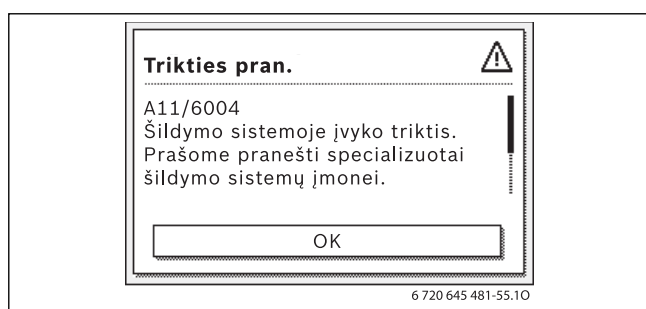 Trikties pran.
A11/6004
Šildymo sistemoje įvyko triktis.
Prašome pranešti specializuotai
šildymo sistemų įmonei.
OK
6 720 645 481-55.1O